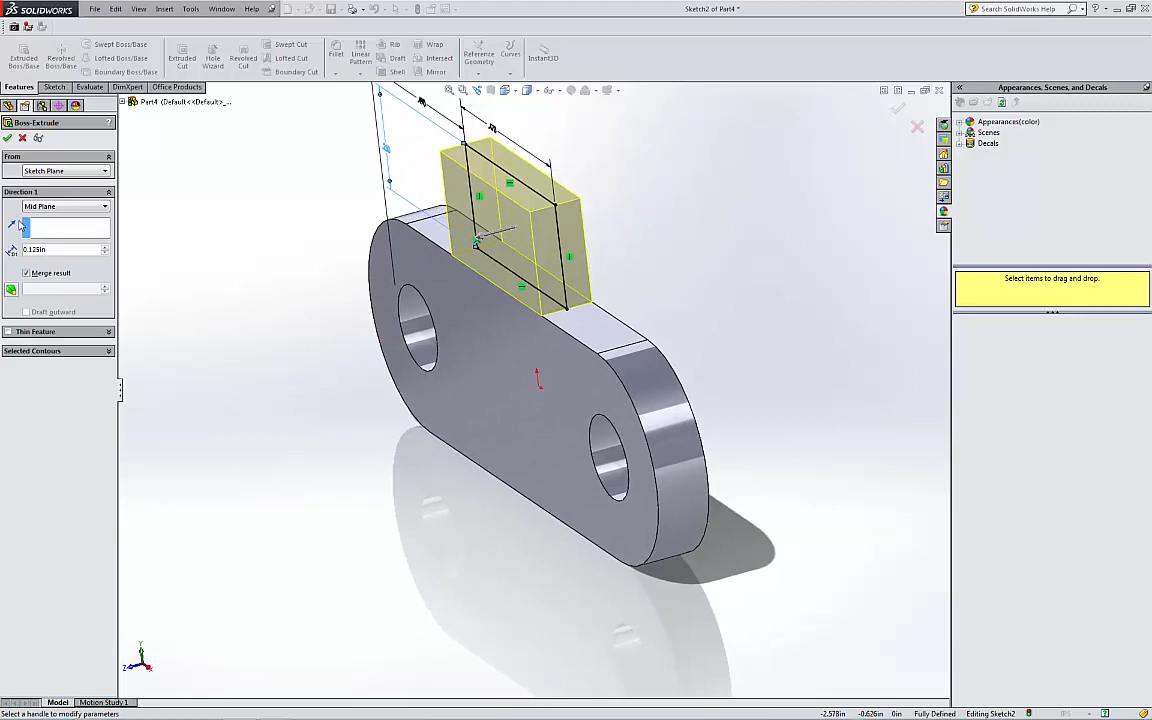 SOLIDWORKS
File Edit View Insert Tools Window Help
Sketch2 of Part4 *
Search SolidWorks Help
Extruded Boss/Base
Revolved Boss/Base
Swept Boss/Base
Lofted Boss/Base
Boundary Boss/Base
Extruded Cut
Hole Wizard
Revolved Cut
Swept Cut
Lofted Cut
Boundary Cut
Fillet
Linear Pattern
Rib
Draft
Shell
Wrap
Intersect
Mirror
Reference Geometry
Curves
Instant3D
Features Sketch Evaluate DimXpert Office Products
Part4 (Default<<Default>_...
Boss-Extrude
?
From
Sketch Plane
Direction 1
Mid Plane
D1
0.125in
Merge result
Draft outward
Thin Feature
Selected Contours
Appearances, Scenes, and Decals
Appearances(color)
Scenes
Decals
Select items to drag and drop.
Y
Z
X
Model Motion Study 1
Select a handle to modify parameters
-2.578in -0.626in 0in Fully Defined Editing Sketch2 IPS